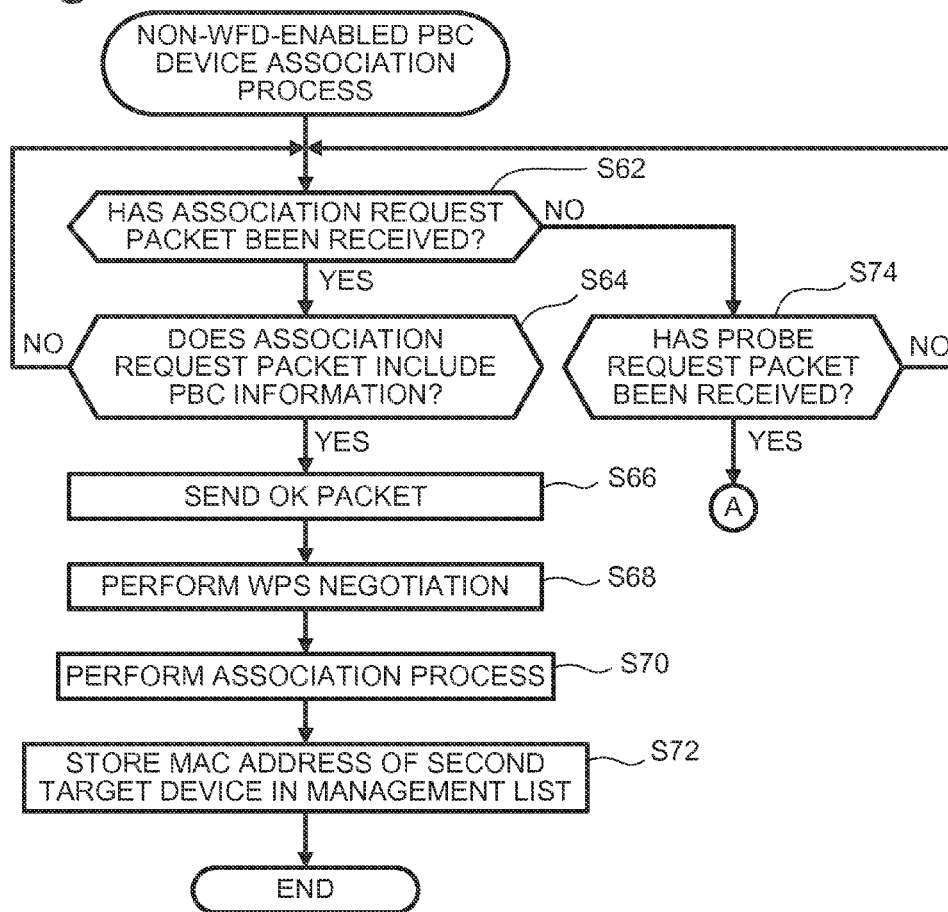 NON-WFD-ENABLED PBC
DEVICE ASSOCIATION
PROCESS
S62
HAS ASSOCIATION REQUEST
PACKET BEEN RECEIVED?
NO
YES
S64
S74
NO
DOES ASSOCIATION
REQUEST PACKET INCLUDE
PBC INFORMATION?
HAS PROBE
REQUEST PACKET
BEEN RECEIVED?
NO
YES
YES
SEND OK PACKET
S66
A
PERFORM WPS NEGOTIATION
S68
PERFORM ASSOCIATION PROCESS
S70
STORE MAC ADDRESS OF SECOND
TARGET DEVICE IN MANAGEMENT LIST
S72
END